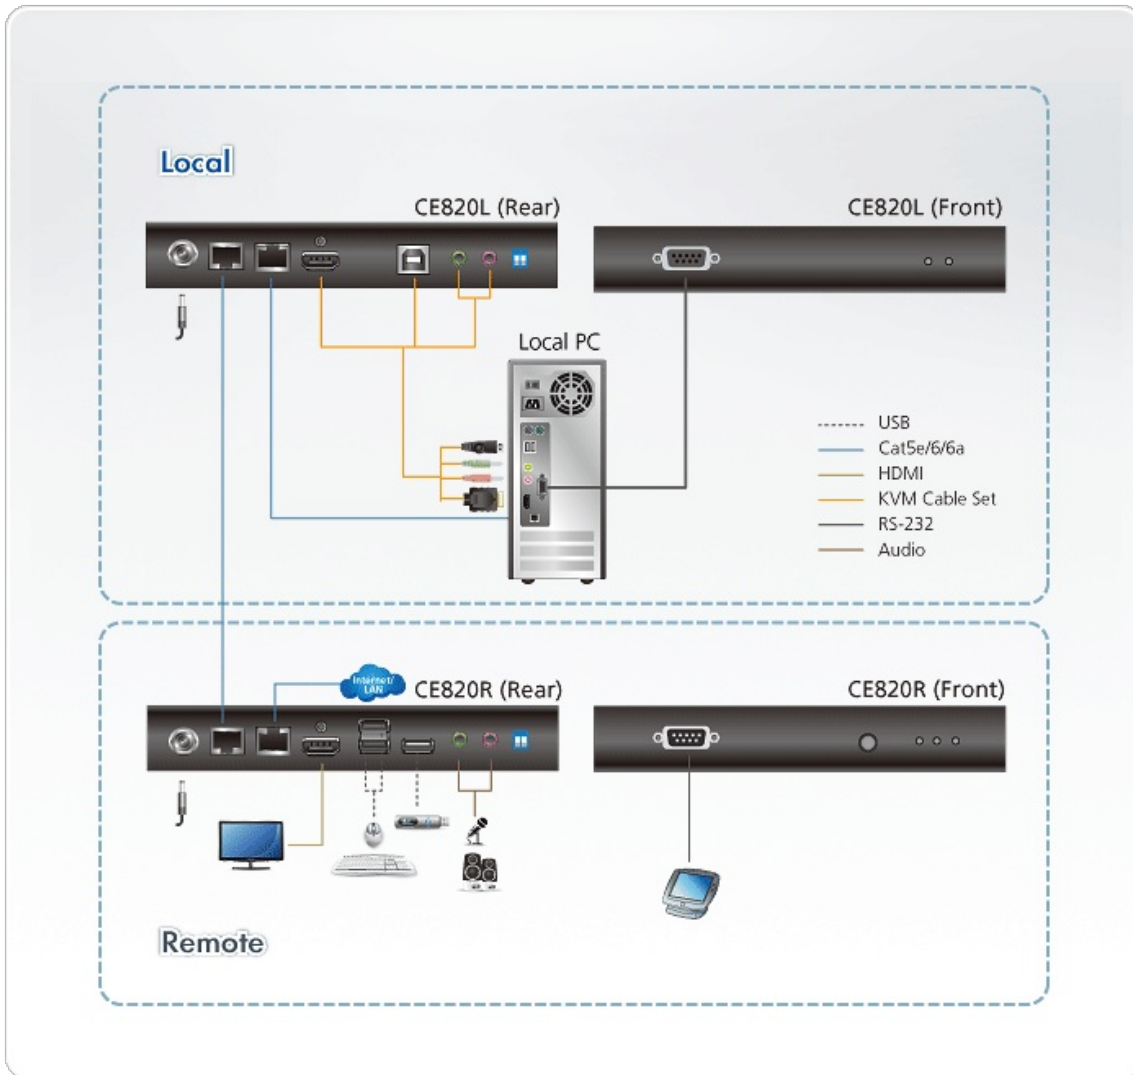 Local
CE820L (Rear)
CE820L (Front)
Local PC
USB
Cat5e/6/6a
HDMI
KVM Cable Set
RS-232
Audio
Internet/
LAN
CE820R (Rear)
CE820R (Front)
Remote